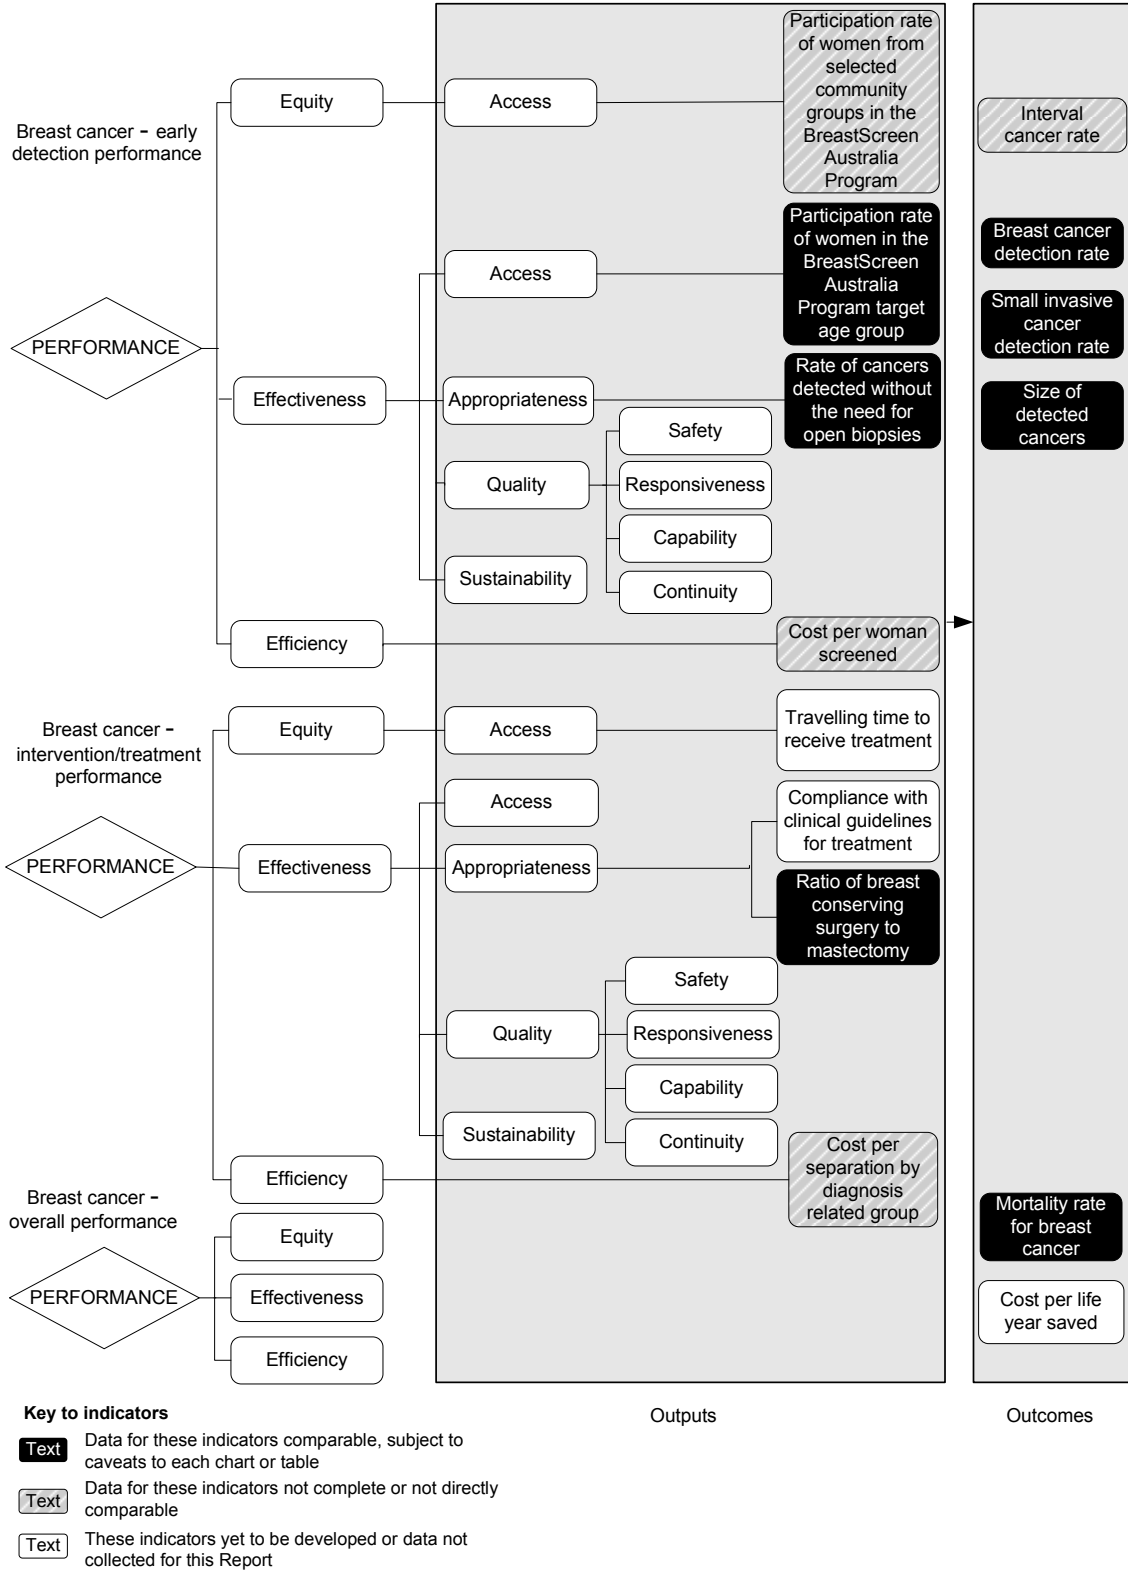 Breast cancer – early
detection performance
PERFORMANCE
Equity
Access
Participation rate
of women from
selected
community
groups in the
BreastScreen
Australia
Program
Effectiveness
Access
Participation rate
of women in the
BreastScreen
Australia
Program target
age group
Appropriateness
Rate of cancers
detected without
the need for
open biopsies
Quality
Safety
Responsiveness
Capability
Continuity
Sustainability
Efficiency
Cost per woman
screened
Breast cancer –
intervention/treatment
performance
PERFORMANCE
Equity
Access
Travelling time to
receive treatment
Effectiveness
Access
Appropriateness
Compliance with
clinical guidelines
for treatment
Ratio of breast
conserving
surgery to
mastectomy
Quality
Safety
Responsiveness
Capability
Continuity
Sustainability
Efficiency
Cost per
separation by
diagnosis
related group
Breast cancer –
overall performance
PERFORMANCE
Equity
Effectiveness
Efficiency
Interval
cancer rate
Breast cancer
detection rate
Small invasive
cancer
detection rate
Size of
detected
cancers
Mortality rate
for breast
cancer
Cost per life
year saved
Outputs
Outcomes
Key to indicators
Text
Data for these indicators comparable, subject to
caveats to each chart or table
Text
Data for these indicators not complete or not directly
comparable
Text
These indicators yet to be developed or data not
collected for this Report